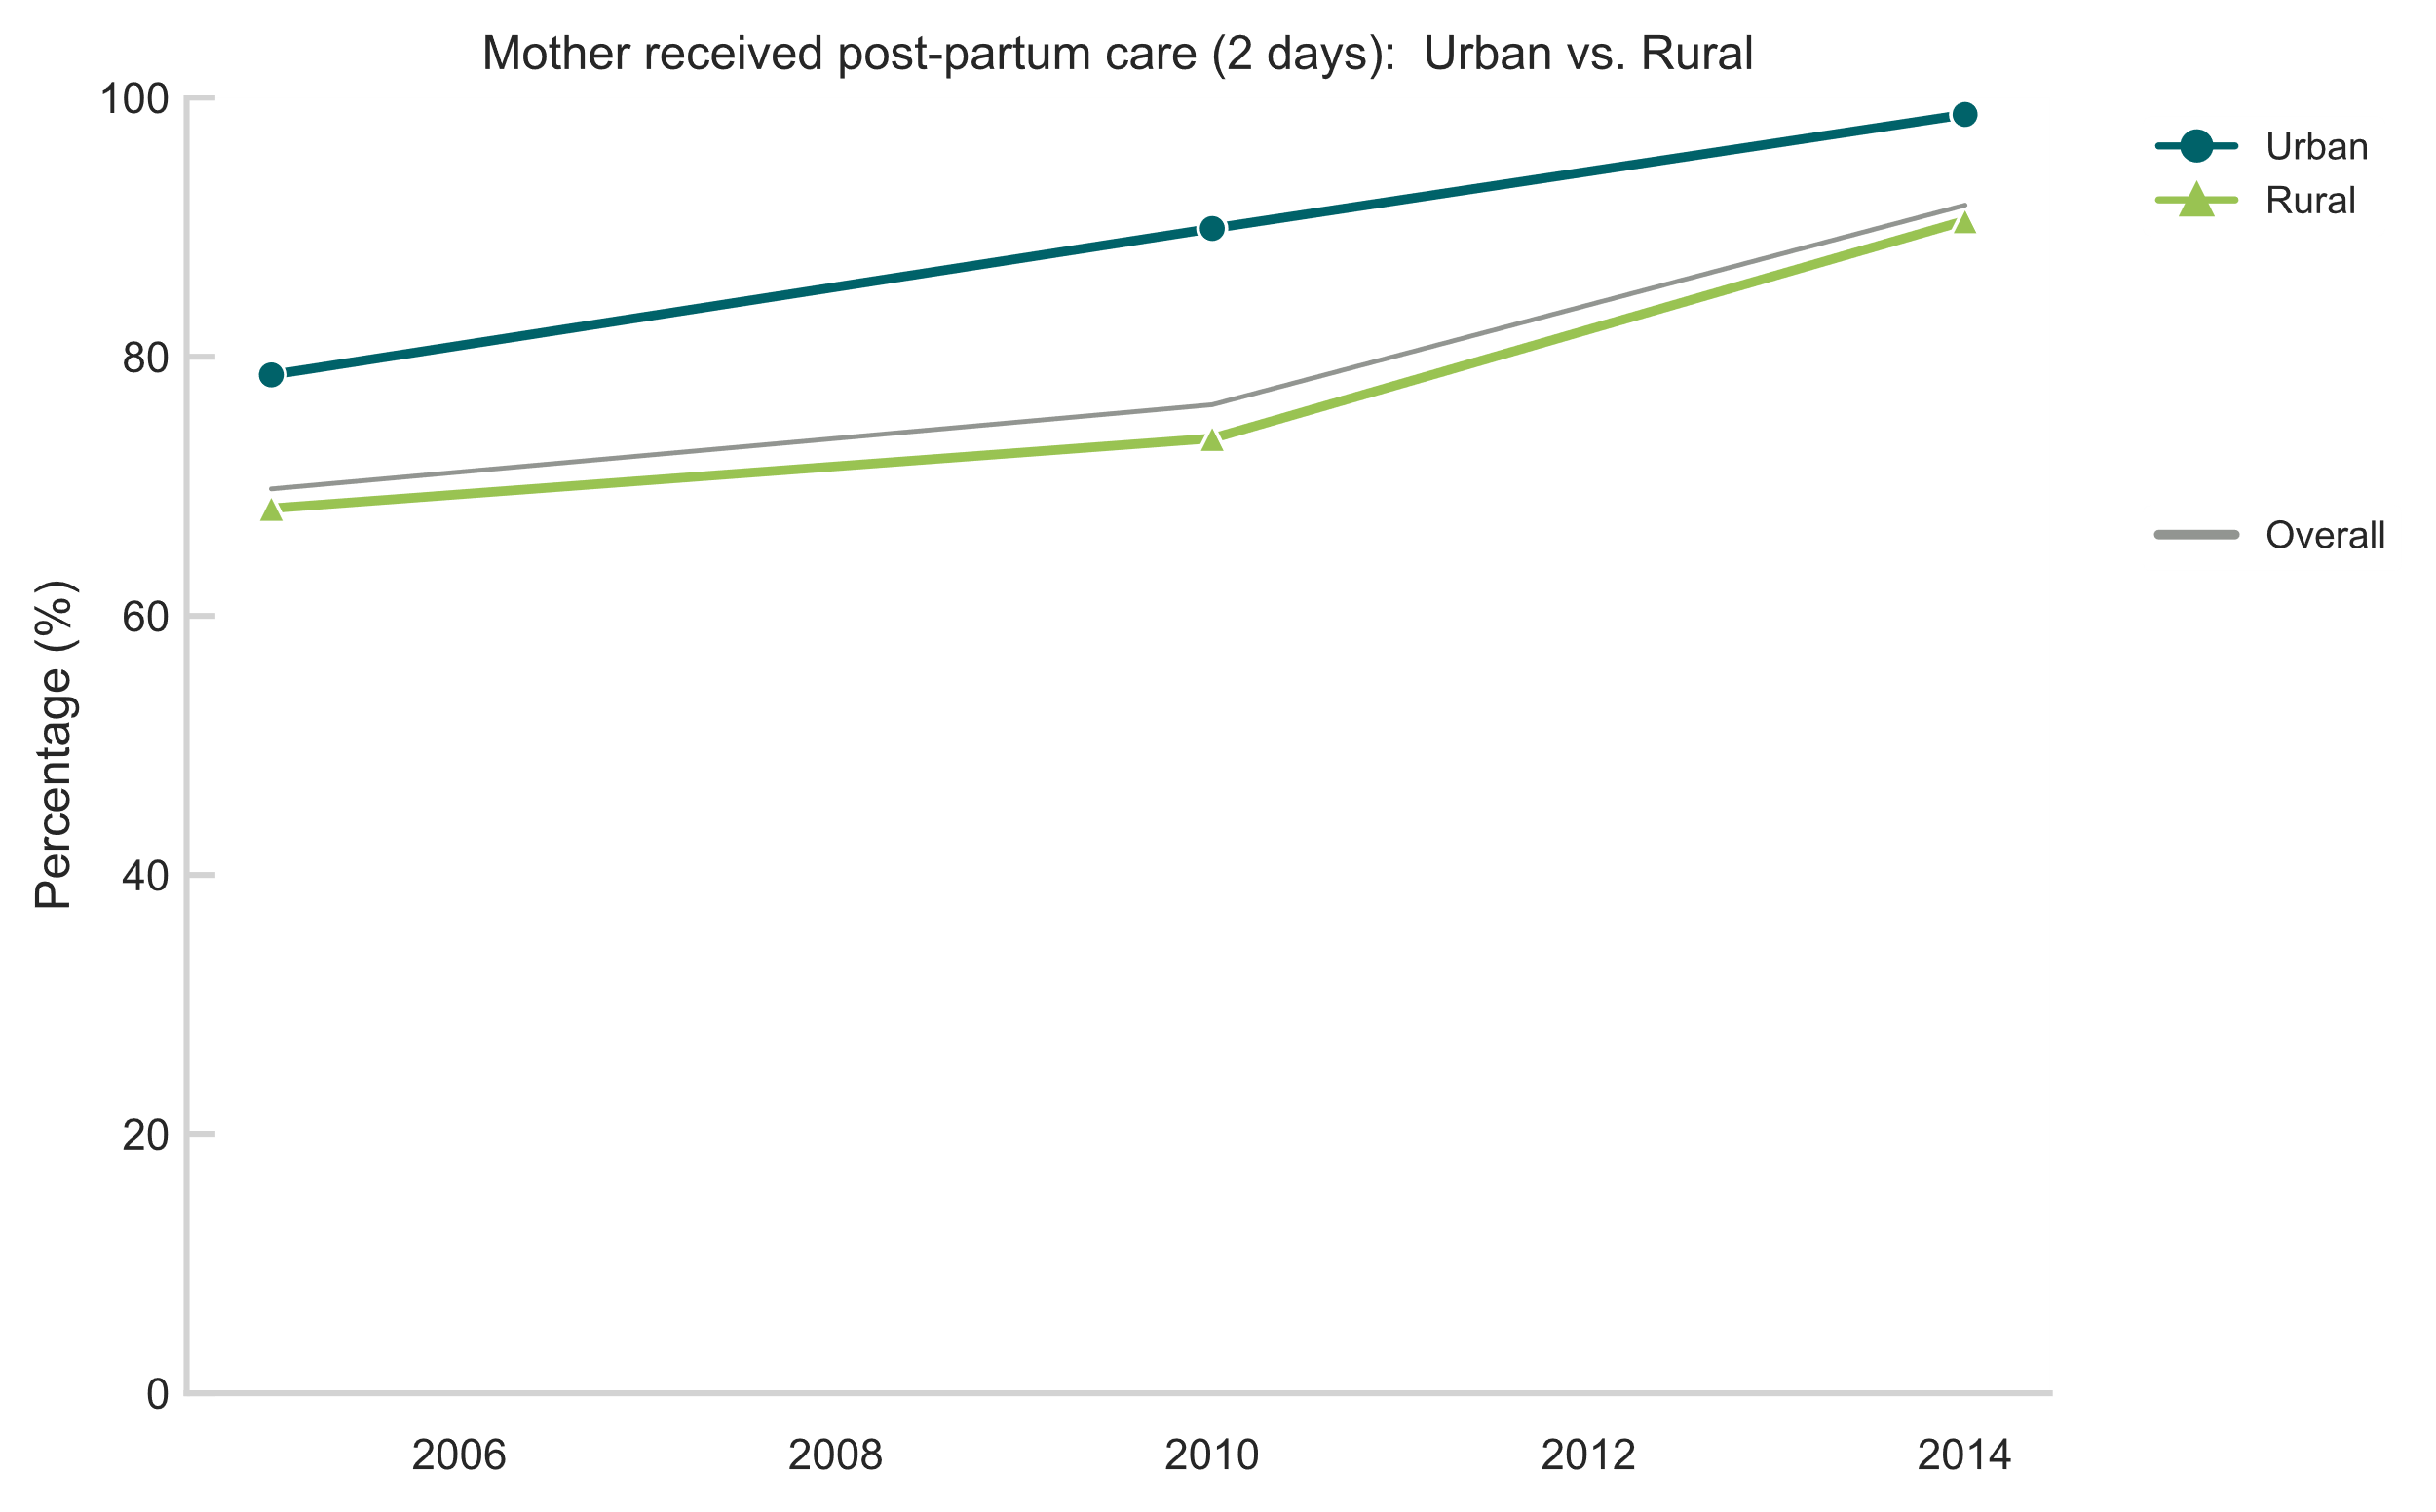 Mother received post-partum care (2 days):  Urban vs. Rural
Percentage (%)
100
80
60
40
20
0
2006
2008
2010
2012
2014
Urban
Rural
Overall